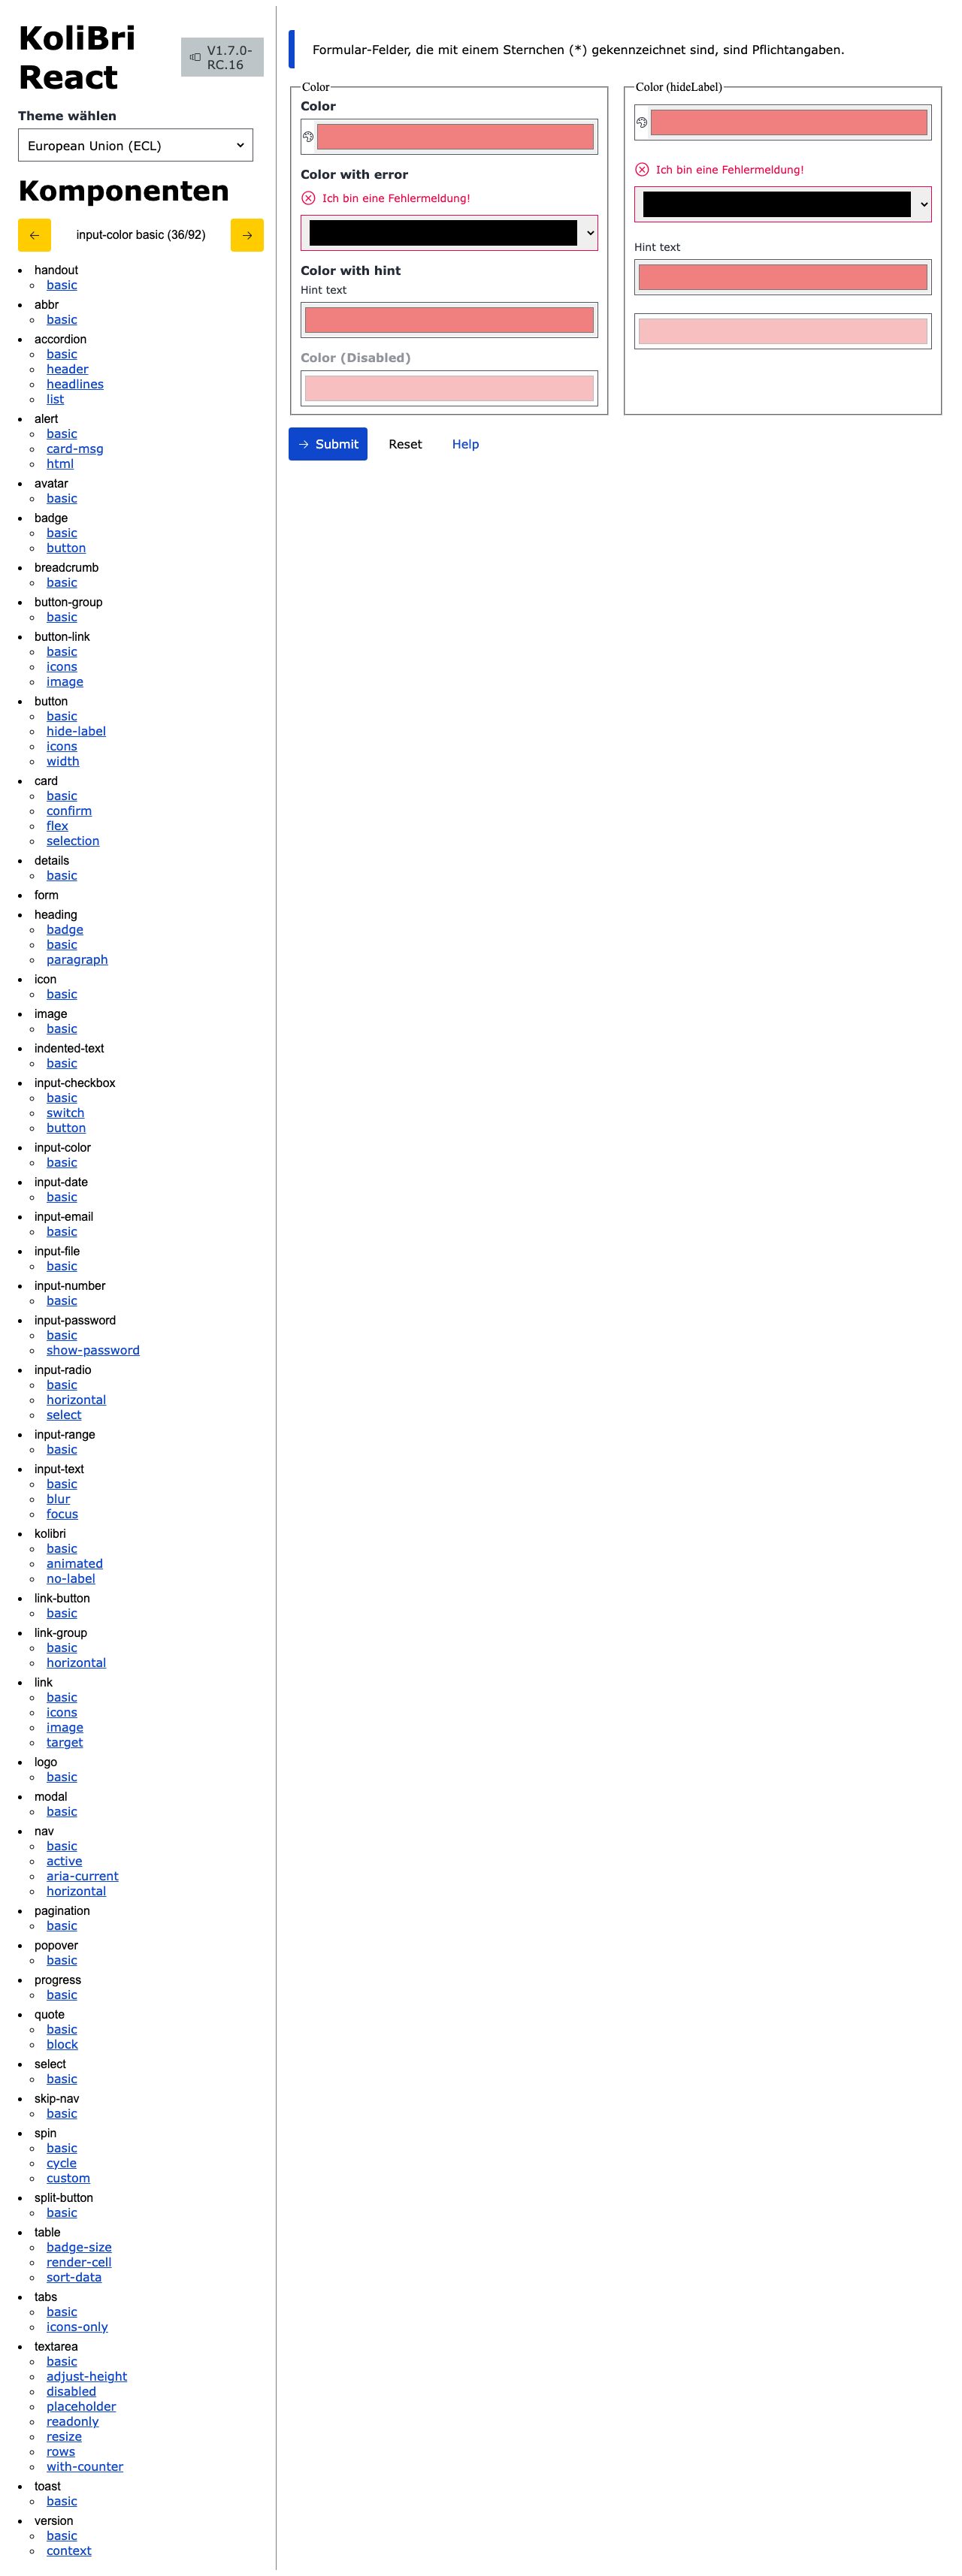 KoliBri
React
V1.7.0-
RC.16
Theme wählen
European Union (ECL)
Komponenten
input-color basic (36/92)
handout
basic
abbr
basic
accordion
basic
header
headlines
list
alert
basic
card-msg
html
avatar
basic
badge
basic
button
breadcrumb
basic
button-group
basic
button-link
basic
icons
image
button
basic
hide-label
icons
width
card
basic
confirm
flex
selection
details
basic
form
heading
badge
basic
paragraph
icon
basic
image
basic
indented-text
basic
input-checkbox
basic
switch
button
input-color
basic
input-date
basic
input-email
basic
input-file
basic
input-number
basic
input-password
basic
show-password
input-radio
basic
horizontal
select
input-range
basic
input-text
basic
blur
focus
kolibri
basic
animated
no-label
link-button
basic
link-group
basic
horizontal
link
basic
icons
image
target
logo
basic
modal
basic
nav
basic
active
aria-current
horizontal
pagination
basic
popover
basic
progress
basic
quote
basic
block
select
basic
skip-nav
basic
spin
basic
cycle
custom
split-button
basic
table
badge-size
render-cell
sort-data
tabs
basic
icons-only
textarea
basic
adjust-height
disabled
placeholder
readonly
resize
rows
with-counter
toast
basic
version
basic
context
Formular-Felder, die mit einem Sternchen (*) gekennzeichnet sind, sind Pflichtangaben.
Color
Color
Color with error
Ich bin eine Fehlermeldung!
Color with hint
Hint text
Color (Disabled)
Color (hideLabel)
Ich bin eine Fehlermeldung!
Hint text
Submit
Reset
Help